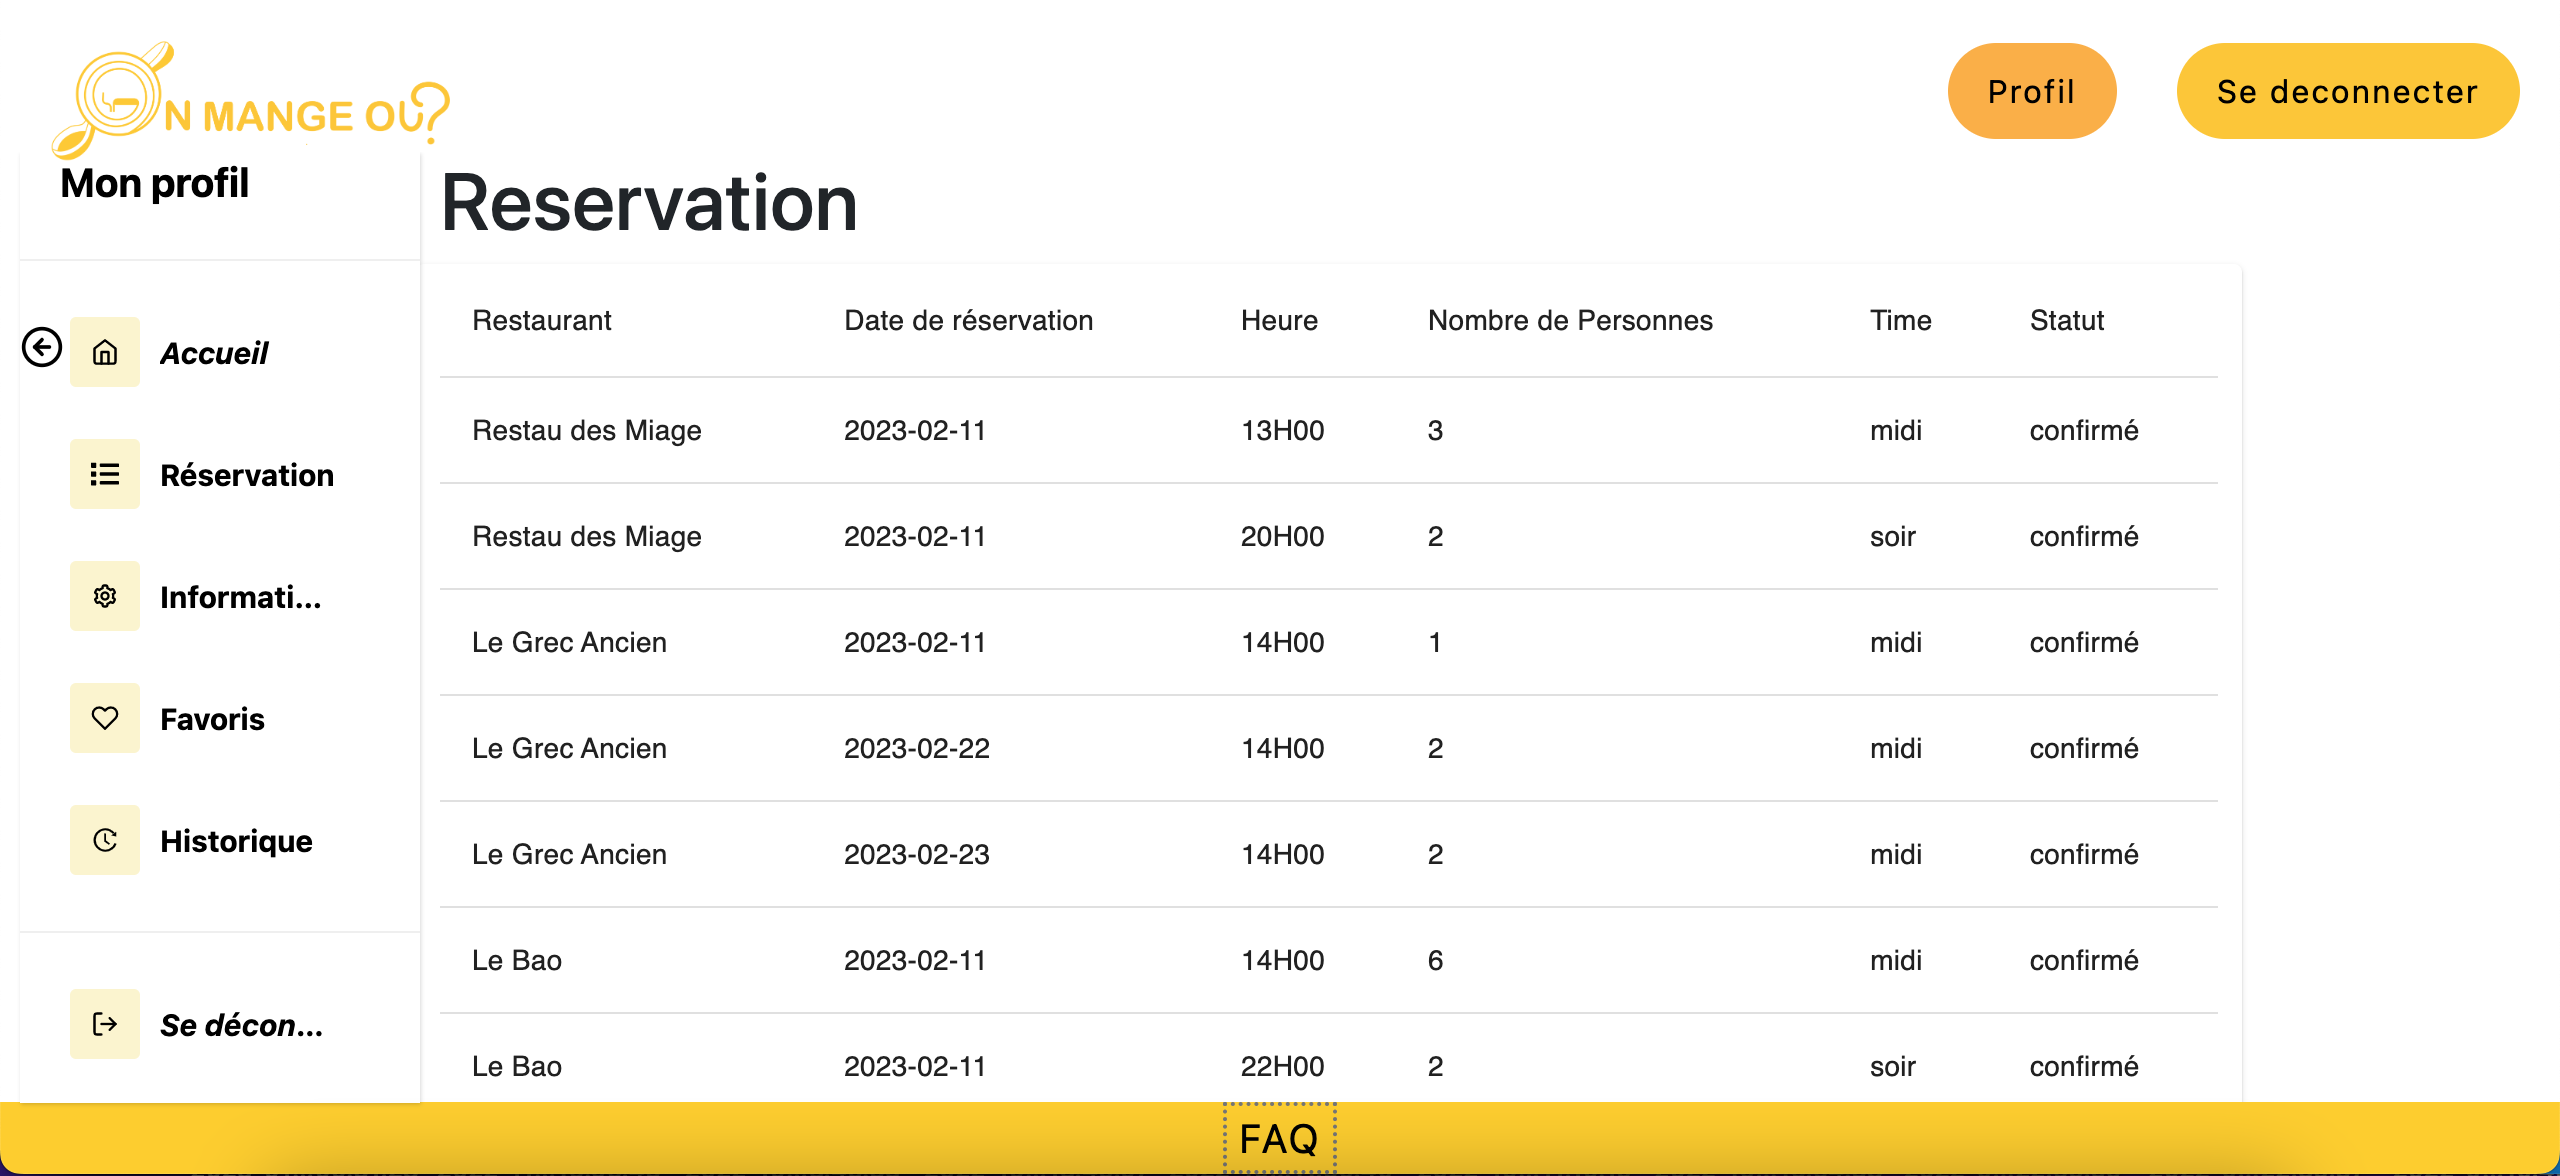 ON MANGE OU?
Profil
Se deconnecter
Mon profil
Reservation
Accueil
Réservation
Informati...
Favoris
Historique
Se décon...
Restaurant Date de réservation Heure Nombre de Personnes Time Statut
Restau des Miage 2023-02-11 13H00 3 midi confirmé
Restau des Miage 2023-02-11 20H00 2 soir confirmé
Le Grec Ancien 2023-02-11 14H00 1 midi confirmé
Le Grec Ancien 2023-02-22 14H00 2 midi confirmé
Le Grec Ancien 2023-02-23 14H00 2 midi confirmé
Le Bao 2023-02-11 14H00 6 midi confirmé
Le Bao 2023-02-11 22H00 2 soir confirmé
FAQ